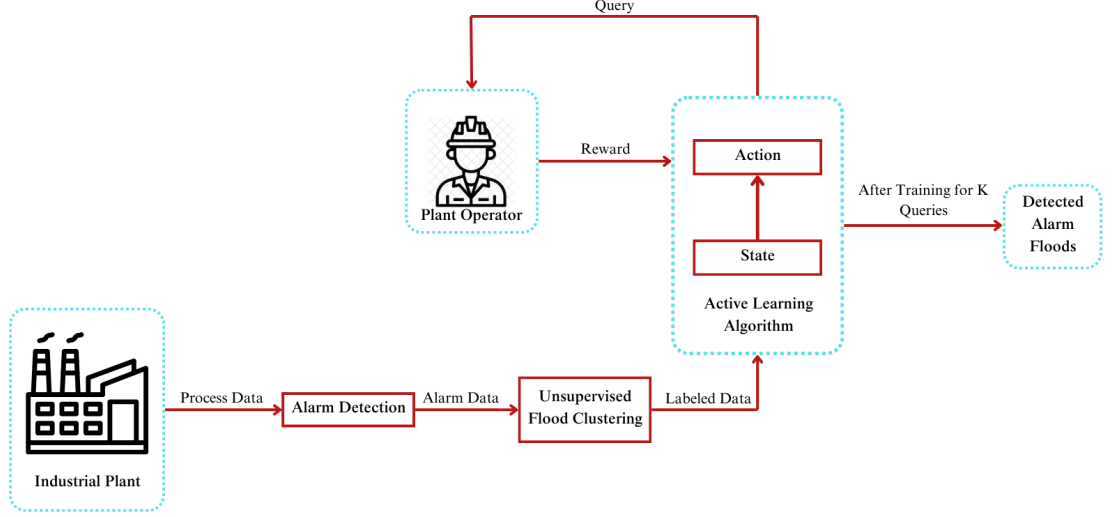 Query
Plant Operator
Reward
Action
State
Active Learning
Algorithm
After Training for K
Queries
Detected
Alarm
Floods
Industrial Plant
Process Data
Alarm Detection
Alarm Data
Unsupervised
Flood Clustering
Labeled Data